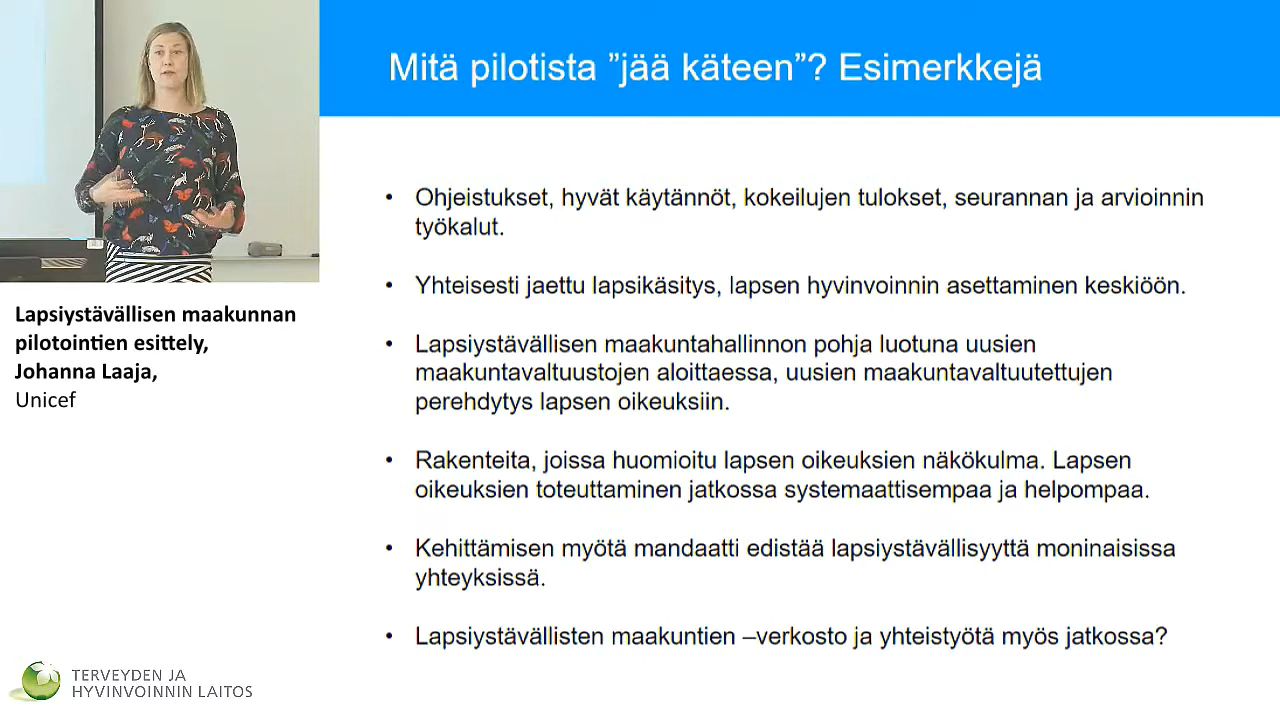 Mitä pilotista ”jää käteen”? Esimerkkejä
• Ohjeistukset, hyvät käytännöt, kokeilujen tulokset, seurannan ja arvioinnin
työkalut.
• Yhteisesti jaettu lapsikäsitys, lapsen hyvinvoinnin asettaminen keskiöön.
• Lapsiystävällisen maakuntahallinnon pohja luotuna uusien
maakuntavaltuustojen aloittaessa, uusien maakuntavaltuutettujen
perehdytys lapsen oikeuksiin.
• Rakenteita, joissa huomioitu lapsen oikeuksien näkökulma. Lapsen
oikeuksien toteuttaminen jatkossa systemaattisempaa ja helpompaa.
• Kehittämisen myötä mandaatti edistää lapsiystävällisyyttä moninaisissa
yhteyksissä.
• Lapsiystävällisten maakuntien –verkosto ja yhteistyötä myös jatkossa?
Lapsiystävällisen maakunnan
pilotointien esittely,
Johanna Laaja,
Unicef
TERVEYDEN JA
HYVINVOINNIN LAITOS